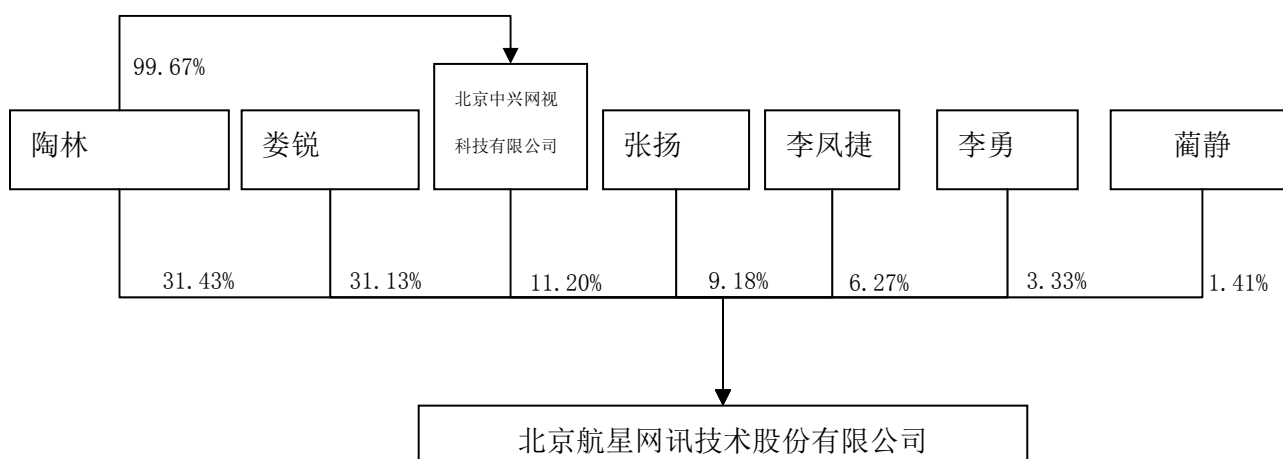 99.67%
北京中兴网视
科技有限公司
陶林
娄锐
张扬
李凤捷
李勇
蔺静
31.43%
31.13%
11.20%
9.18%
6.27%
3.33%
1.41%
北京航星网讯技术股份有限公司